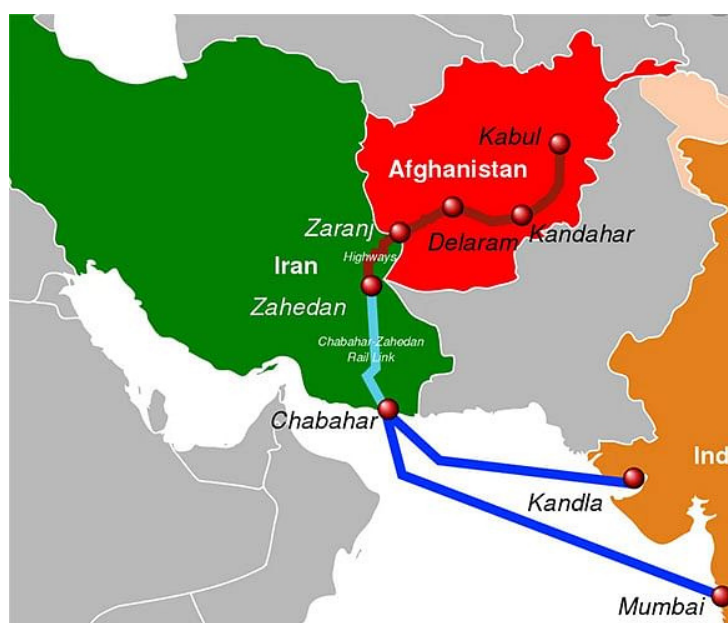 Kabul
Afghanistan
Zaranj
Delaram
Kandahar
Highways
Iran
Zahedan
Chabahar-Zahedan
Rail Link
Chabahar
Ind
Kandla
Mumbai